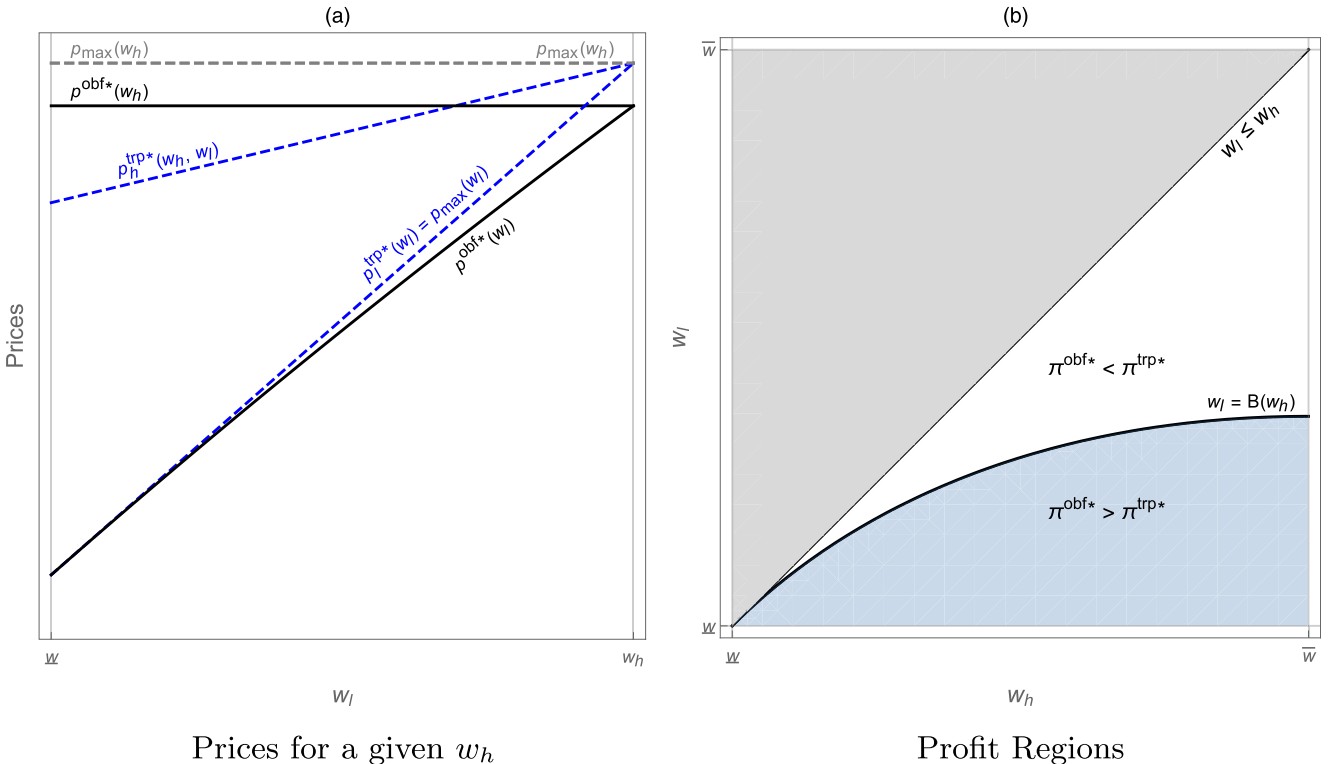 (a)
p_max(w_h)
p_max(w_h)
p^obf*(w_h)
p_h^trp*(w_h, w_l)
p_l^trp*(w_l) = p_max(w_l)
p^obf*(w_l)
Prices
w
w_h
w_l
Prices for a given w_h
(b)
w̅
w_l ≤ w_h
w_l
π^obf* < π^trp*
w_l = B(w_h)
π^obf* > π^trp*
w
w
w̅
w_h
Profit Regions